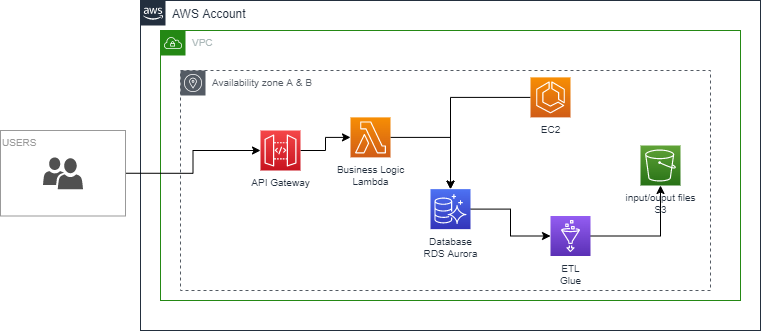 aws
AWS Account
VPC
Availability zone A & B
USERS
API Gateway
Business Logic
Lambda
EC2
input/ouput files
S3
Database
RDS Aurora
ETL
Glue